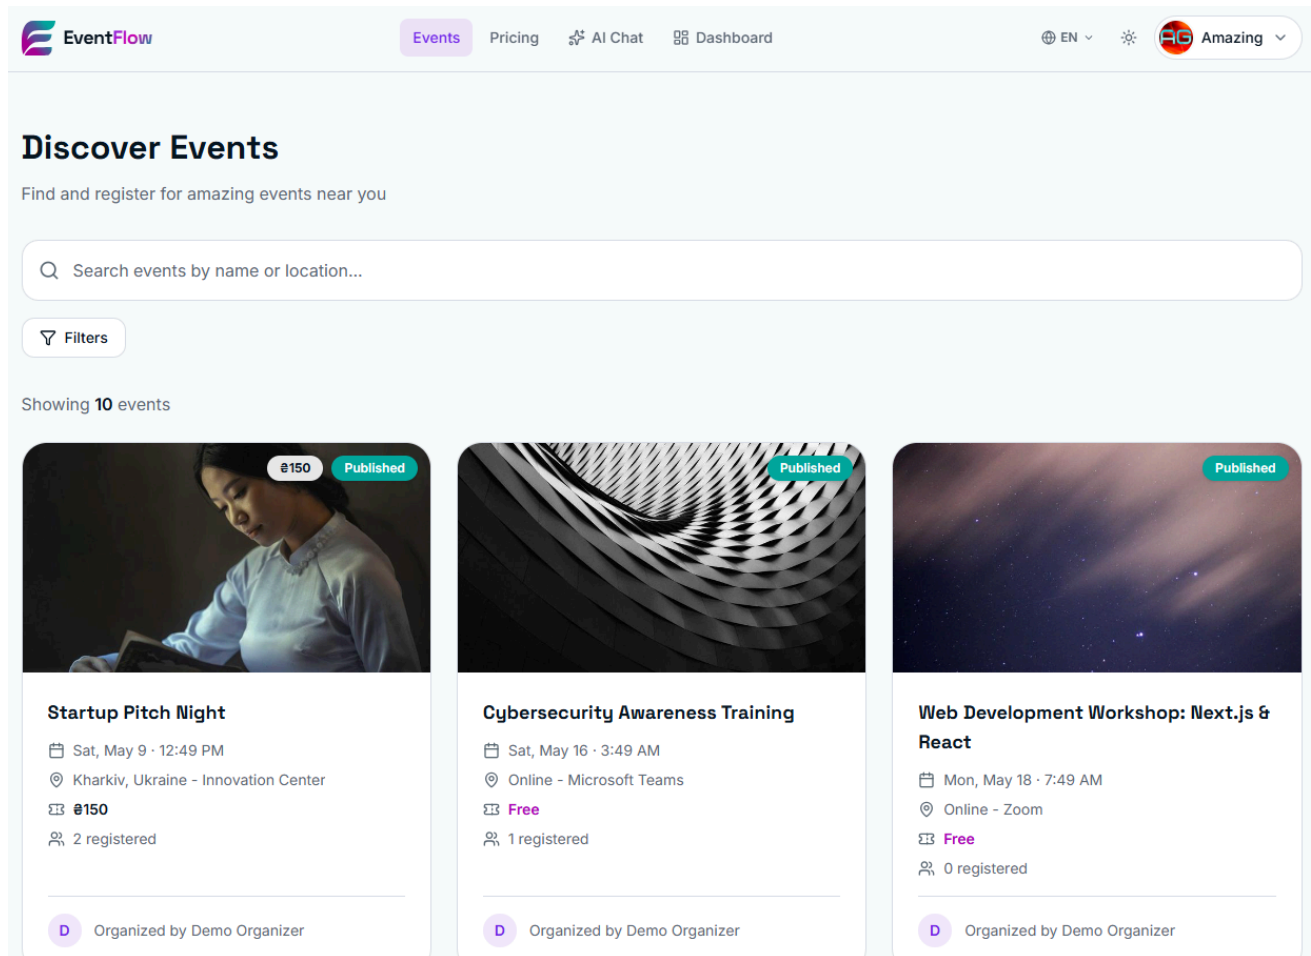 EventFlow
Events
Pricing
AI Chat
Dashboard
EN
AG
Amazing
Discover Events
Find and register for amazing events near you
Search events by name or location...
Filters
Showing 10 events
₴150
Published
Startup Pitch Night
Sat, May 9 · 12:49 PM
Kharkiv, Ukraine - Innovation Center
₴150
2 registered
D
Organized by Demo Organizer
Published
Cybersecurity Awareness Training
Sat, May 16 · 3:49 AM
Online - Microsoft Teams
Free
1 registered
D
Organized by Demo Organizer
Published
Web Development Workshop: Next.js &
React
Mon, May 18 · 7:49 AM
Online - Zoom
Free
0 registered
D
Organized by Demo Organizer